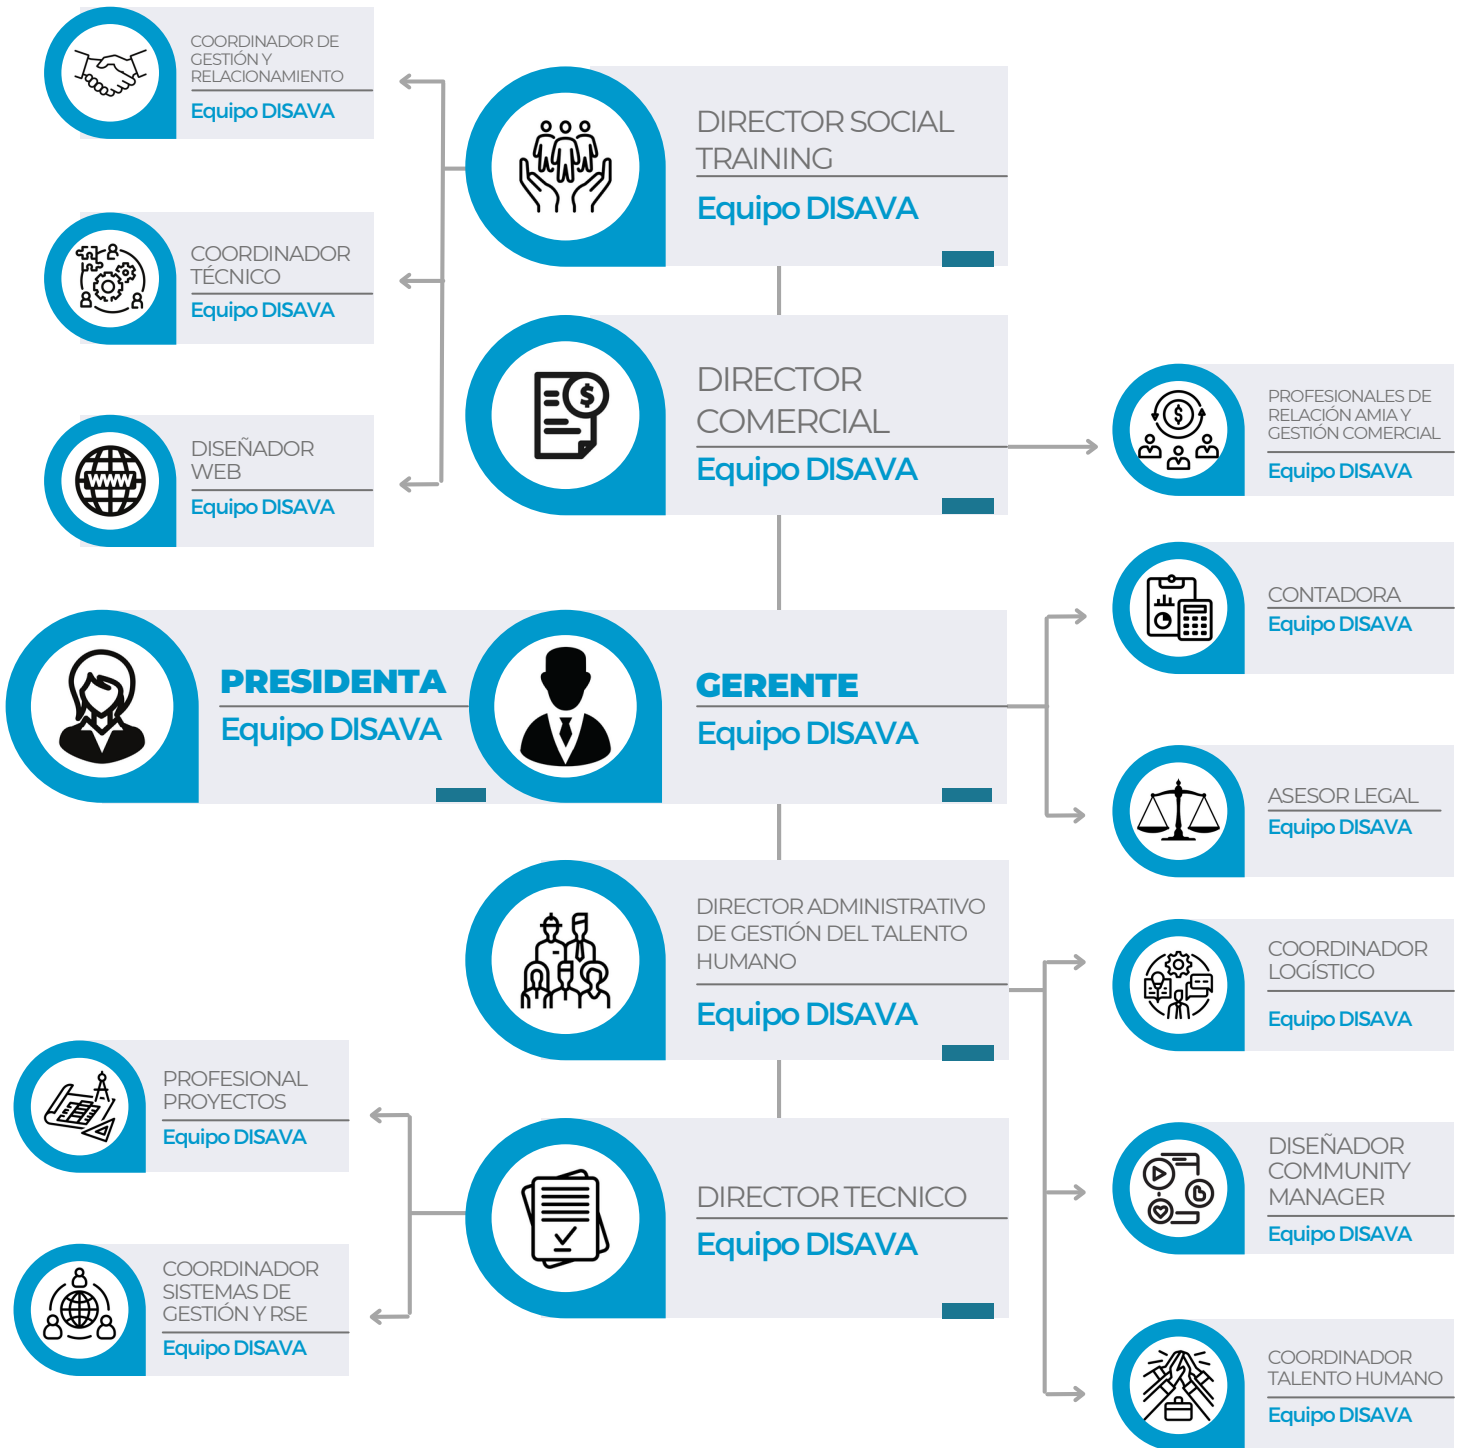 COORDINADOR DE
GESTIÓN Y
RELACIONAMIENTO
Equipo DISAVA
DIRECTOR SOCIAL
TRAINING
Equipo DISAVA
COORDINADOR
TÉCNICO
Equipo DISAVA
DIRECTOR
COMERCIAL
Equipo DISAVA
$
PROFESIONALES DE
RELACIÓN AMIA Y
GESTIÓN COMERCIAL
Equipo DISAVA
$
DISEÑADOR
WEB
Equipo DISAVA
WWW
CONTADORA
Equipo DISAVA
PRESIDENTA
Equipo DISAVA
GERENTE
Equipo DISAVA
ASESOR LEGAL
Equipo DISAVA
DIRECTOR ADMINISTRATIVO
DE GESTIÓN DEL TALENTO
HUMANO
Equipo DISAVA
COORDINADOR
LOGÍSTICO
Equipo DISAVA
PROFESIONAL
PROYECTOS
Equipo DISAVA
DIRECTOR TECNICO
Equipo DISAVA
DISEÑADOR
COMMUNITY
MANAGER
Equipo DISAVA
COORDINADOR
SISTEMAS DE
GESTIÓN Y RSE
Equipo DISAVA
COORDINADOR
TALENTO HUMANO
Equipo DISAVA